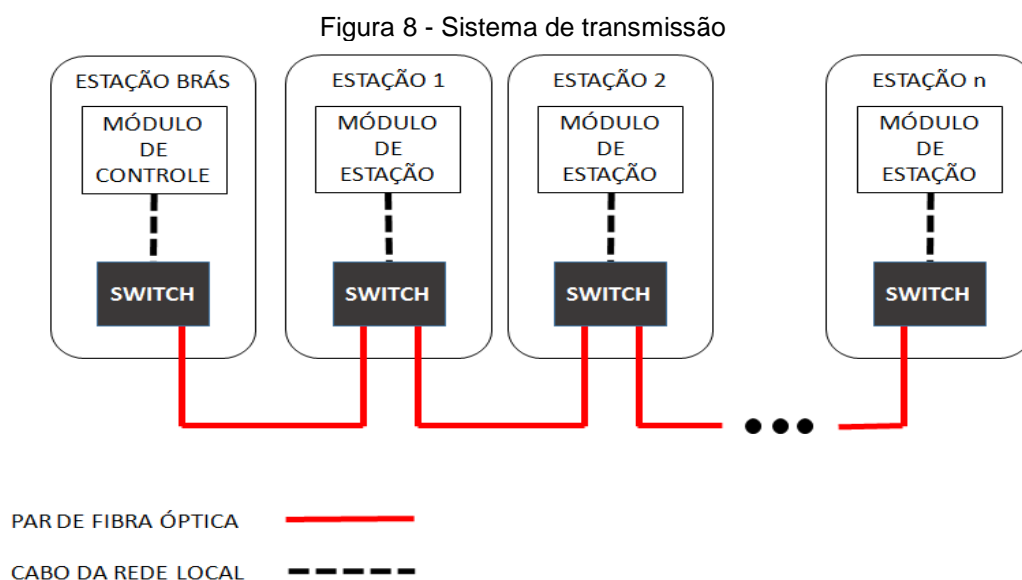 Figura 8 - Sistema de transmissão
ESTAÇÃO BRÁS
MÓDULO
DE
CONTROLE
SWITCH
ESTAÇÃO 1
MÓDULO
DE
ESTAÇÃO
SWITCH
ESTAÇÃO 2
MÓDULO
DE
ESTAÇÃO
SWITCH
ESTAÇÃO n
MÓDULO
DE
ESTAÇÃO
SWITCH
PAR DE FIBRA ÓPTICA
CABO DA REDE LOCAL